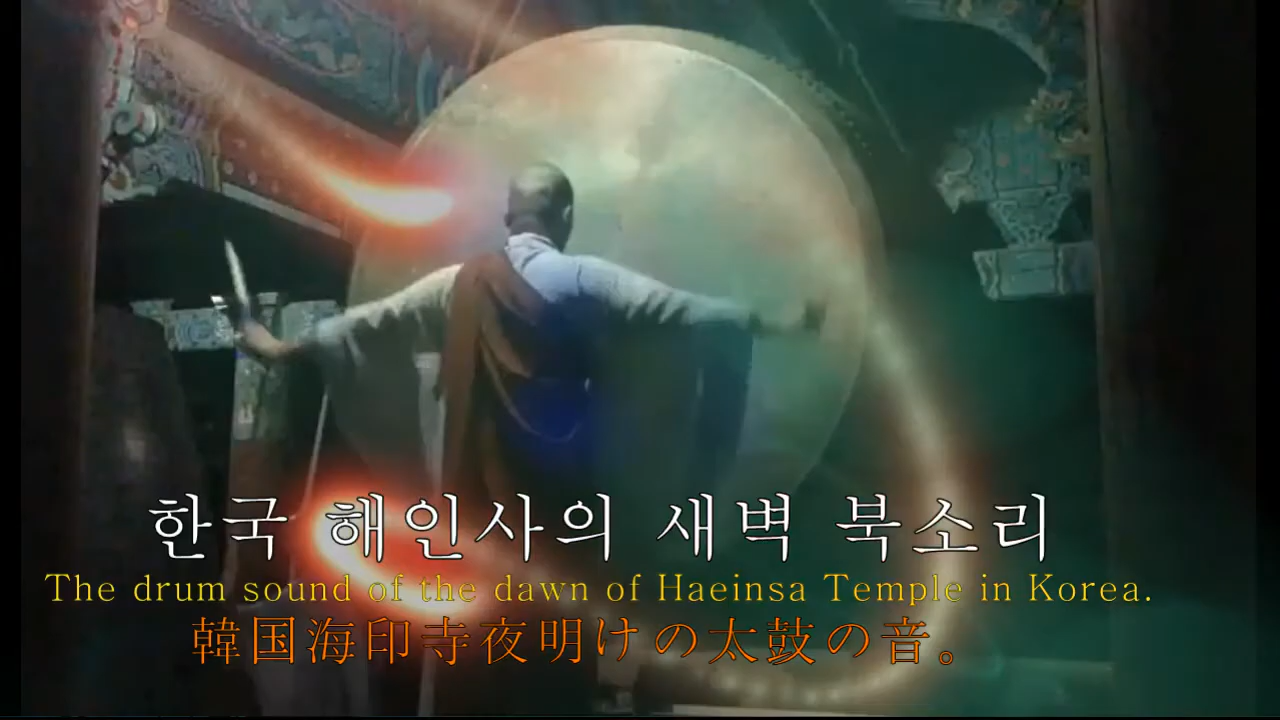 한국 해인사의 새벽 북소리
The drum sound of the dawn of Haeinsa Temple in Korea.
韓国海印寺夜明けの太鼓の音。